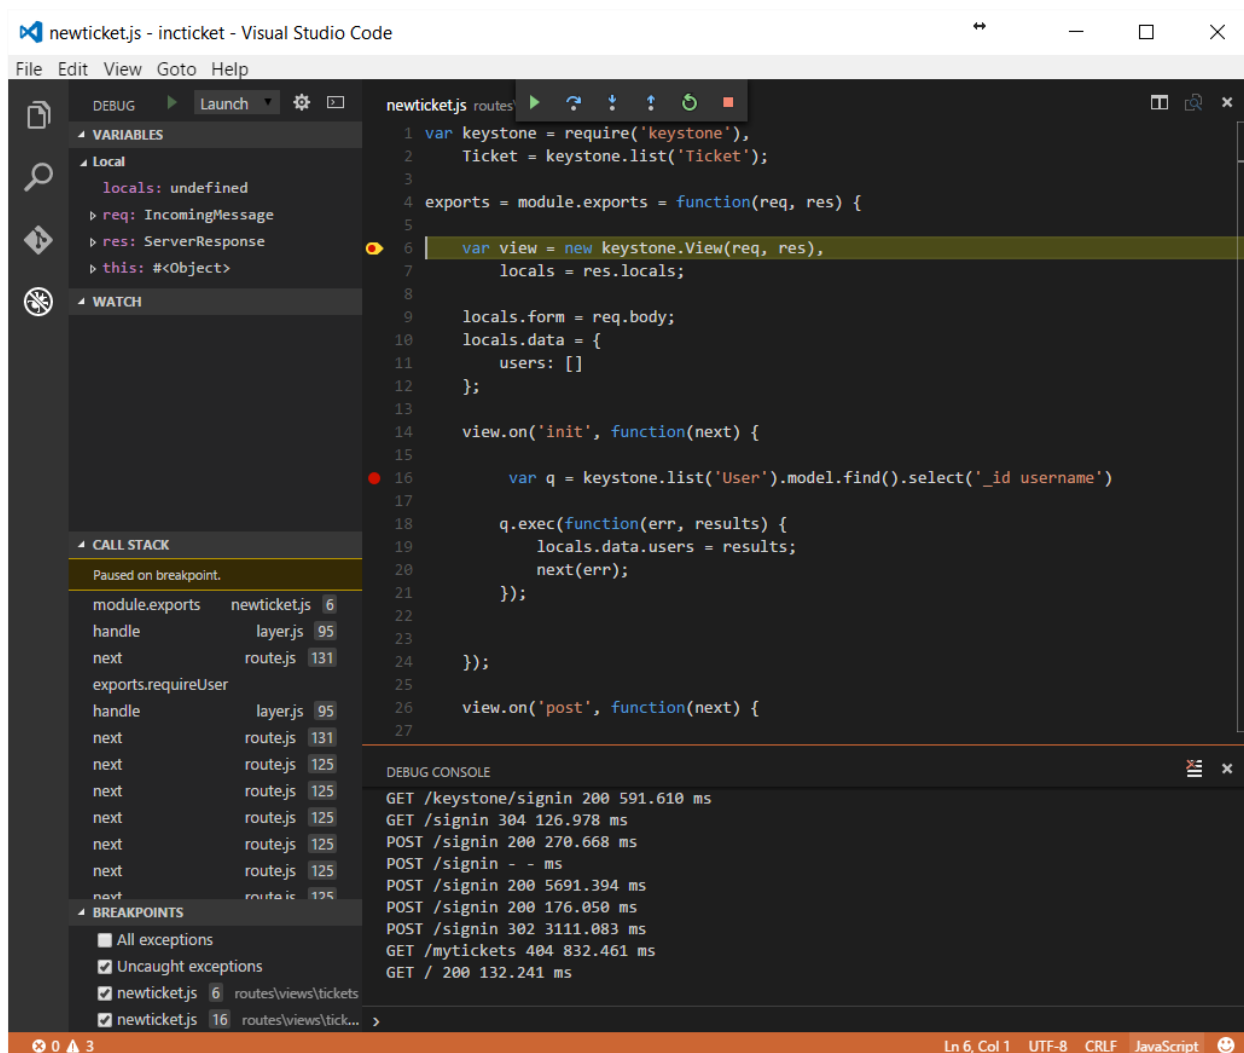 newticket.js - incticket - Visual Studio Code
File Edit View Goto Help
DEBUG Launch
VARIABLES
Local
locals: undefined
req: IncomingMessage
res: ServerResponse
this: #<Object>
WATCH
CALL STACK
Paused on breakpoint.
module.exports newticket.js 6
handle layer.js 95
next route.js 131
exports.requireUser
handle layer.js 95
next route.js 131
next route.js 125
next route.js 125
next route.js 125
next route.js 125
next route.js 125
next route.js 125
BREAKPOINTS
All exceptions
Uncaught exceptions
newticket.js 6 routes\views\tickets
newticket.js 16 routes\views\tick...
newticket.js routes\
1 var keystone = require('keystone'),
2 Ticket = keystone.list('Ticket');
3
4 exports = module.exports = function(req, res) {
5
6 var view = new keystone.View(req, res),
7 locals = res.locals;
8
9 locals.form = req.body;
10 locals.data = {
11 users: []
12 };
13
14 view.on('init', function(next) {
15
16 var q = keystone.list('User').model.find().select('_id username')
17
18 q.exec(function(err, results) {
19 locals.data.users = results;
20 next(err);
21 });
22
23
24 });
25
26 view.on('post', function(next) {
27
DEBUG CONSOLE
GET /keystone/signin 200 591.610 ms
GET /signin 304 126.978 ms
POST /signin 200 270.668 ms
POST /signin - - ms
POST /signin 200 5691.394 ms
POST /signin 200 176.050 ms
POST /signin 302 3111.083 ms
GET /mytickets 404 832.461 ms
GET / 200 132.241 ms
>
0 3 Ln 6, Col 1 UTF-8 CRLF JavaScript